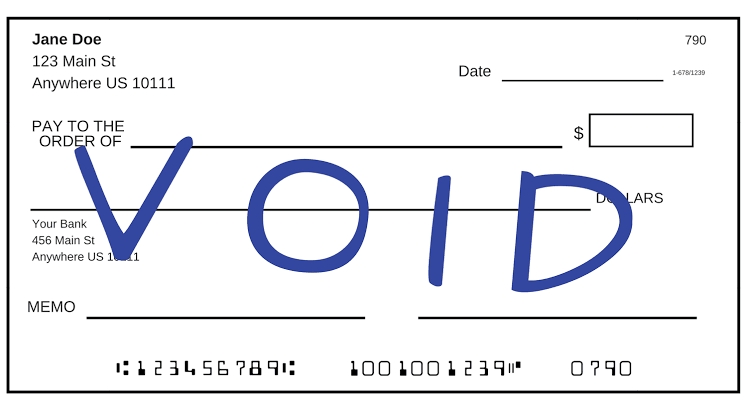 Jane Doe
790
123 Main St
Date
1-678/1239
Anywhere US 10111
PAY TO THE
ORDER OF
$
VOID
DOLLARS
Your Bank
456 Main St
Anywhere US 10111
MEMO
⑆123456789⑆ 1001001239⑈ 0790